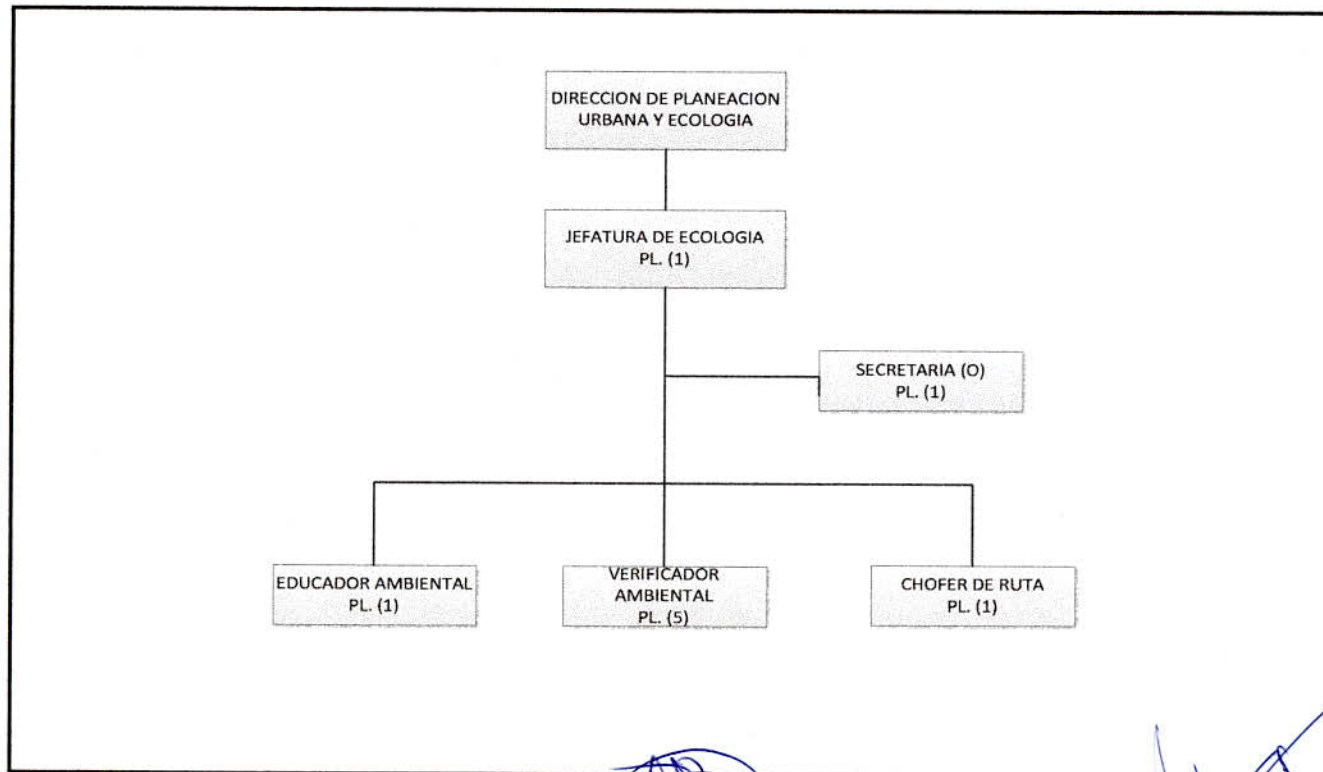 DIRECCION DE PLANEACION
URBANA Y ECOLOGIA
JEFATURA DE ECOLOGIA
PL. (1)
SECRETARIA (O)
PL. (1)
EDUCADOR AMBIENTAL
PL. (1)
VERIFICADOR
AMBIENTAL
PL. (5)
CHOFER DE RUTA
PL. (1)